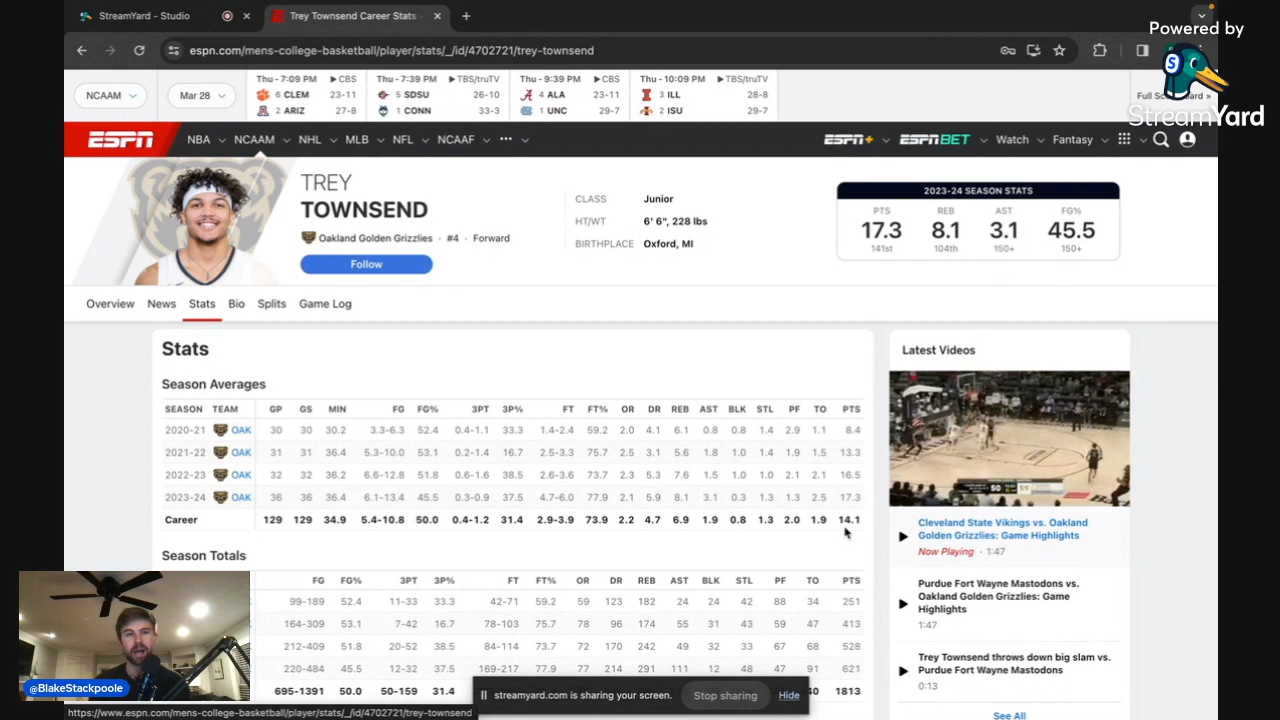 StreamYard - Studio
Trey Townsend Career Stats
espn.com/mens-college-basketball/player/stats/_/id/4702721/trey-townsend
Powered by
StreamYard
NCAAM
Mar 28
Thu - 7:09 PM CBS
6 CLEM 23-11
2 ARIZ 27-8
Thu - 7:39 PM TBS/truTV
5 SDSU 26-10
1 CONN 33-3
Thu - 9:39 PM CBS
4 ALA 23-11
1 UNC 29-7
Thu - 10:09 PM TBS/truTV
3 ILL 28-8
2 ISU 29-7
ESPN NBA NCAAM NHL MLB NFL NCAAF ESPN+ ESPN BET Watch Fantasy
TREY
TOWNSEND
Oakland Golden Grizzlies · #4 · Forward
Follow
CLASS Junior
HT/WT 6' 6", 228 lbs
BIRTHPLACE Oxford, MI
2023-24 SEASON STATS
PTS REB AST FG%
17.3 8.1 3.1 45.5
141st 104th 150+ 150+
Overview News Stats Bio Splits Game Log
Stats
Season Averages
SEASON TEAM GP GS MIN FG FG% 3PT 3P% FT FT% OR DR REB AST BLK STL PF TO PTS
2020-21 OAK 30 30 30.2 3.3-6.3 52.4 0.4-1.1 33.3 1.4-2.4 59.2 2.0 4.1 6.1 0.8 0.8 1.4 2.9 1.1 8.4
2021-22 OAK 31 31 36.4 5.3-10.0 53.1 0.2-1.4 16.7 2.5-3.3 75.7 2.5 3.1 5.6 1.8 1.0 1.4 1.9 1.5 13.3
2022-23 OAK 32 32 36.2 6.6-12.8 51.8 0.6-1.6 38.5 2.6-3.6 73.7 2.3 5.3 7.6 1.5 1.0 1.0 2.1 2.1 16.5
2023-24 OAK 36 36 36.4 6.1-13.4 45.5 0.3-0.9 37.5 4.7-6.0 77.9 2.1 5.9 8.1 3.1 0.3 1.3 1.3 2.5 17.3
Career 129 129 34.9 5.4-10.8 50.0 0.4-1.2 31.4 2.9-3.9 73.9 2.2 4.7 6.9 1.9 0.8 1.3 2.0 1.9 14.1
Season Totals
FG FG% 3PT 3P% FT FT% OR DR REB AST BLK STL PF TO PTS
99-189 52.4 11-33 33.3 42-71 59.2 59 123 182 24 24 42 88 34 251
164-309 53.1 7-42 16.7 78-103 75.7 78 96 174 55 31 43 59 47 413
212-409 51.8 20-52 38.5 84-114 73.7 72 170 242 49 32 33 67 68 528
220-484 45.5 12-32 37.5 169-217 77.9 77 214 291 111 12 48 47 91 621
695-1391 50.0 50-159 31.4 1813
Latest Videos
50 59
Cleveland State Vikings vs. Oakland
Golden Grizzlies: Game Highlights
Now Playing · 1:47
Purdue Fort Wayne Mastodons vs.
Oakland Golden Grizzlies: Game
Highlights
1:47
Trey Townsend throws down big slam vs.
Purdue Fort Wayne Mastodons
0:13
See All
@BlakeStackpoole
streamyard.com is sharing your screen. Stop sharing Hide
https://www.espn.com/mens-college-basketball/player/stats/_/id/4702721/trey-townsend